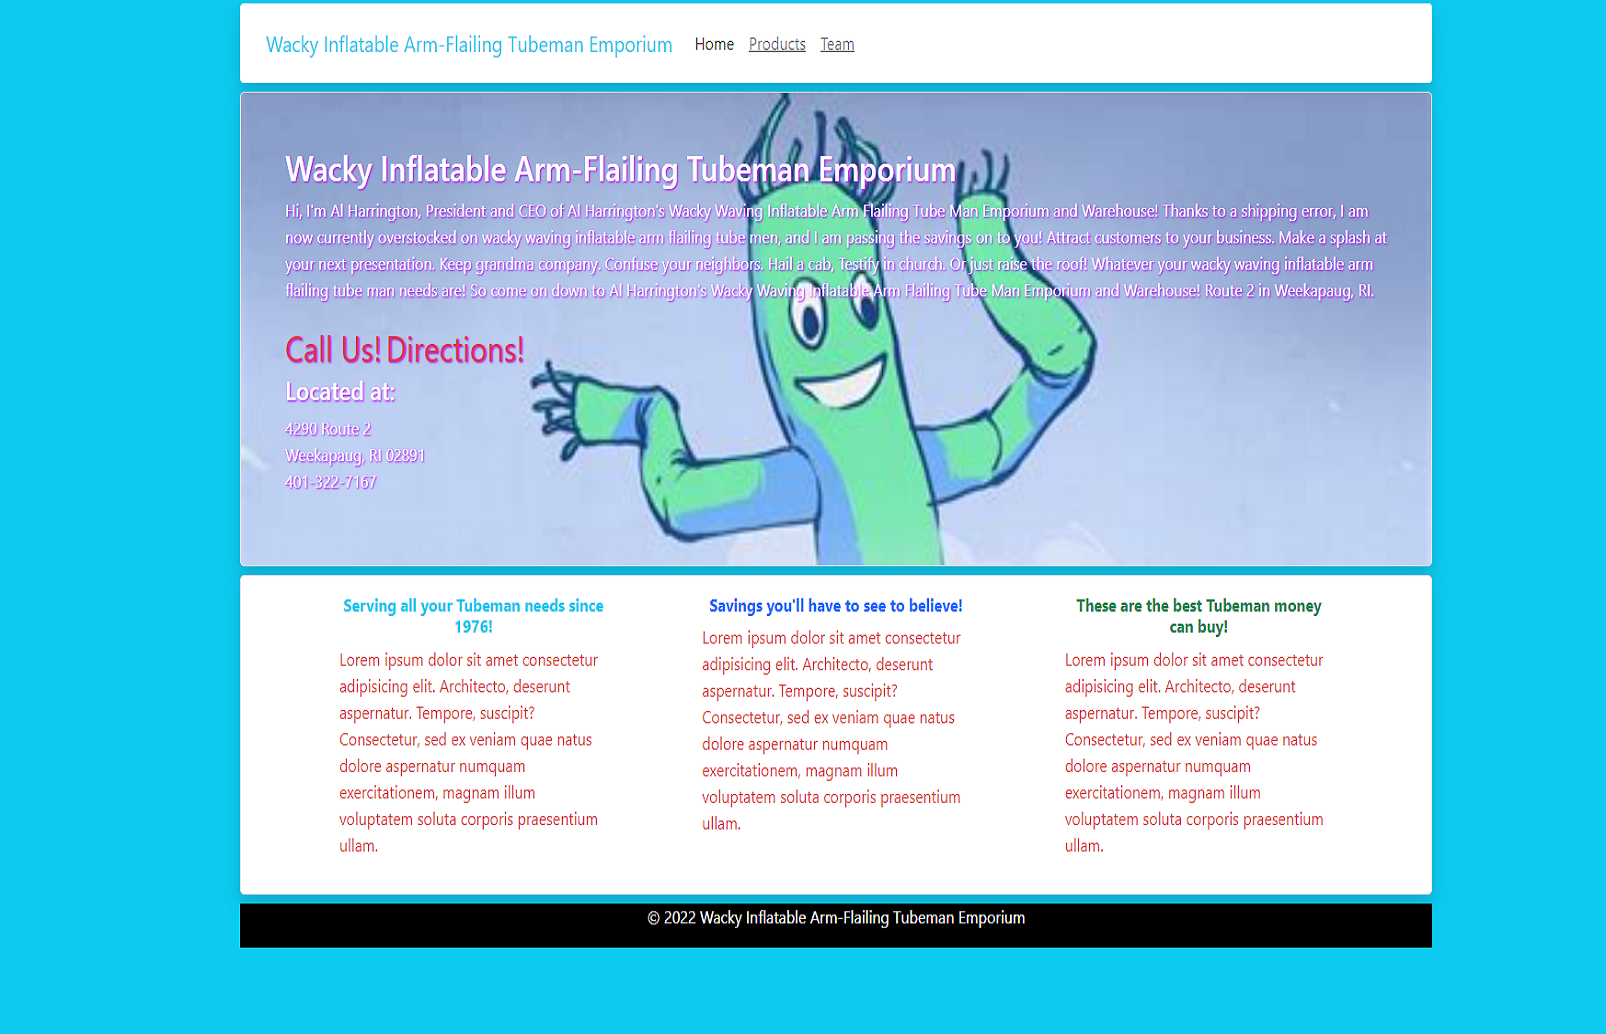 Wacky Inflatable Arm-Flailing Tubeman Emporium Home Products Team
Wacky Inflatable Arm-Flailing Tubeman Emporium
Hi, I'm Al Harrington, President and CEO of Al Harrington's Wacky Waving Inflatable Arm Flailing Tube Man Emporium and Warehouse! Thanks to a shipping error, I am
now currently overstocked on wacky waving inflatable arm flailing tube men, and I am passing the savings on to you! Attract customers to your business. Make a splash at
your next presentation. Keep grandma company. Confuse your neighbors. Hail a cab, Testify in church. Or just raise the roof! Whatever your wacky waving inflatable arm
flailing tube man needs are! So come on down to Al Harrington's Wacky Waving Inflatable Arm Flailing Tube Man Emporium and Warehouse! Route 2 in Weekapaug, RI.
Call Us! Directions!
Located at:
4290 Route 2
Weekapaug, RI 02891
401-322-7167
Serving all your Tubeman needs since
1976!
Lorem ipsum dolor sit amet consectetur
adipisicing elit. Architecto, deserunt
aspernatur. Tempore, suscipit?
Consectetur, sed ex veniam quae natus
dolore aspernatur numquam
exercitationem, magnam illum
voluptatem soluta corporis praesentium
ullam.
Savings you'll have to see to believe!
Lorem ipsum dolor sit amet consectetur
adipisicing elit. Architecto, deserunt
aspernatur. Tempore, suscipit?
Consectetur, sed ex veniam quae natus
dolore aspernatur numquam
exercitationem, magnam illum
voluptatem soluta corporis praesentium
ullam.
These are the best Tubeman money
can buy!
Lorem ipsum dolor sit amet consectetur
adipisicing elit. Architecto, deserunt
aspernatur. Tempore, suscipit?
Consectetur, sed ex veniam quae natus
dolore aspernatur numquam
exercitationem, magnam illum
voluptatem soluta corporis praesentium
ullam.
© 2022 Wacky Inflatable Arm-Flailing Tubeman Emporium